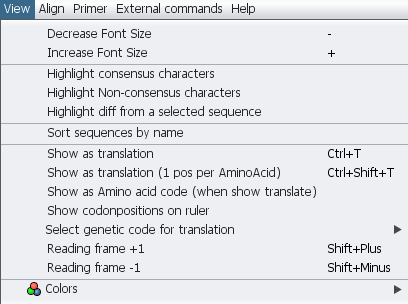 View Align Primer External commands Help
Decrease Font Size -
Increase Font Size +
Highlight consensus characters
Highlight Non-consensus characters
Highlight diff from a selected sequence
Sort sequences by name
Show as translation Ctrl+T
Show as translation (1 pos per AminoAcid) Ctrl+Shift+T
Show as Amino acid code (when show translate)
Show codonpositions on ruler
Select genetic code for translation
Reading frame +1 Shift+Plus
Reading frame -1 Shift+Minus
Colors